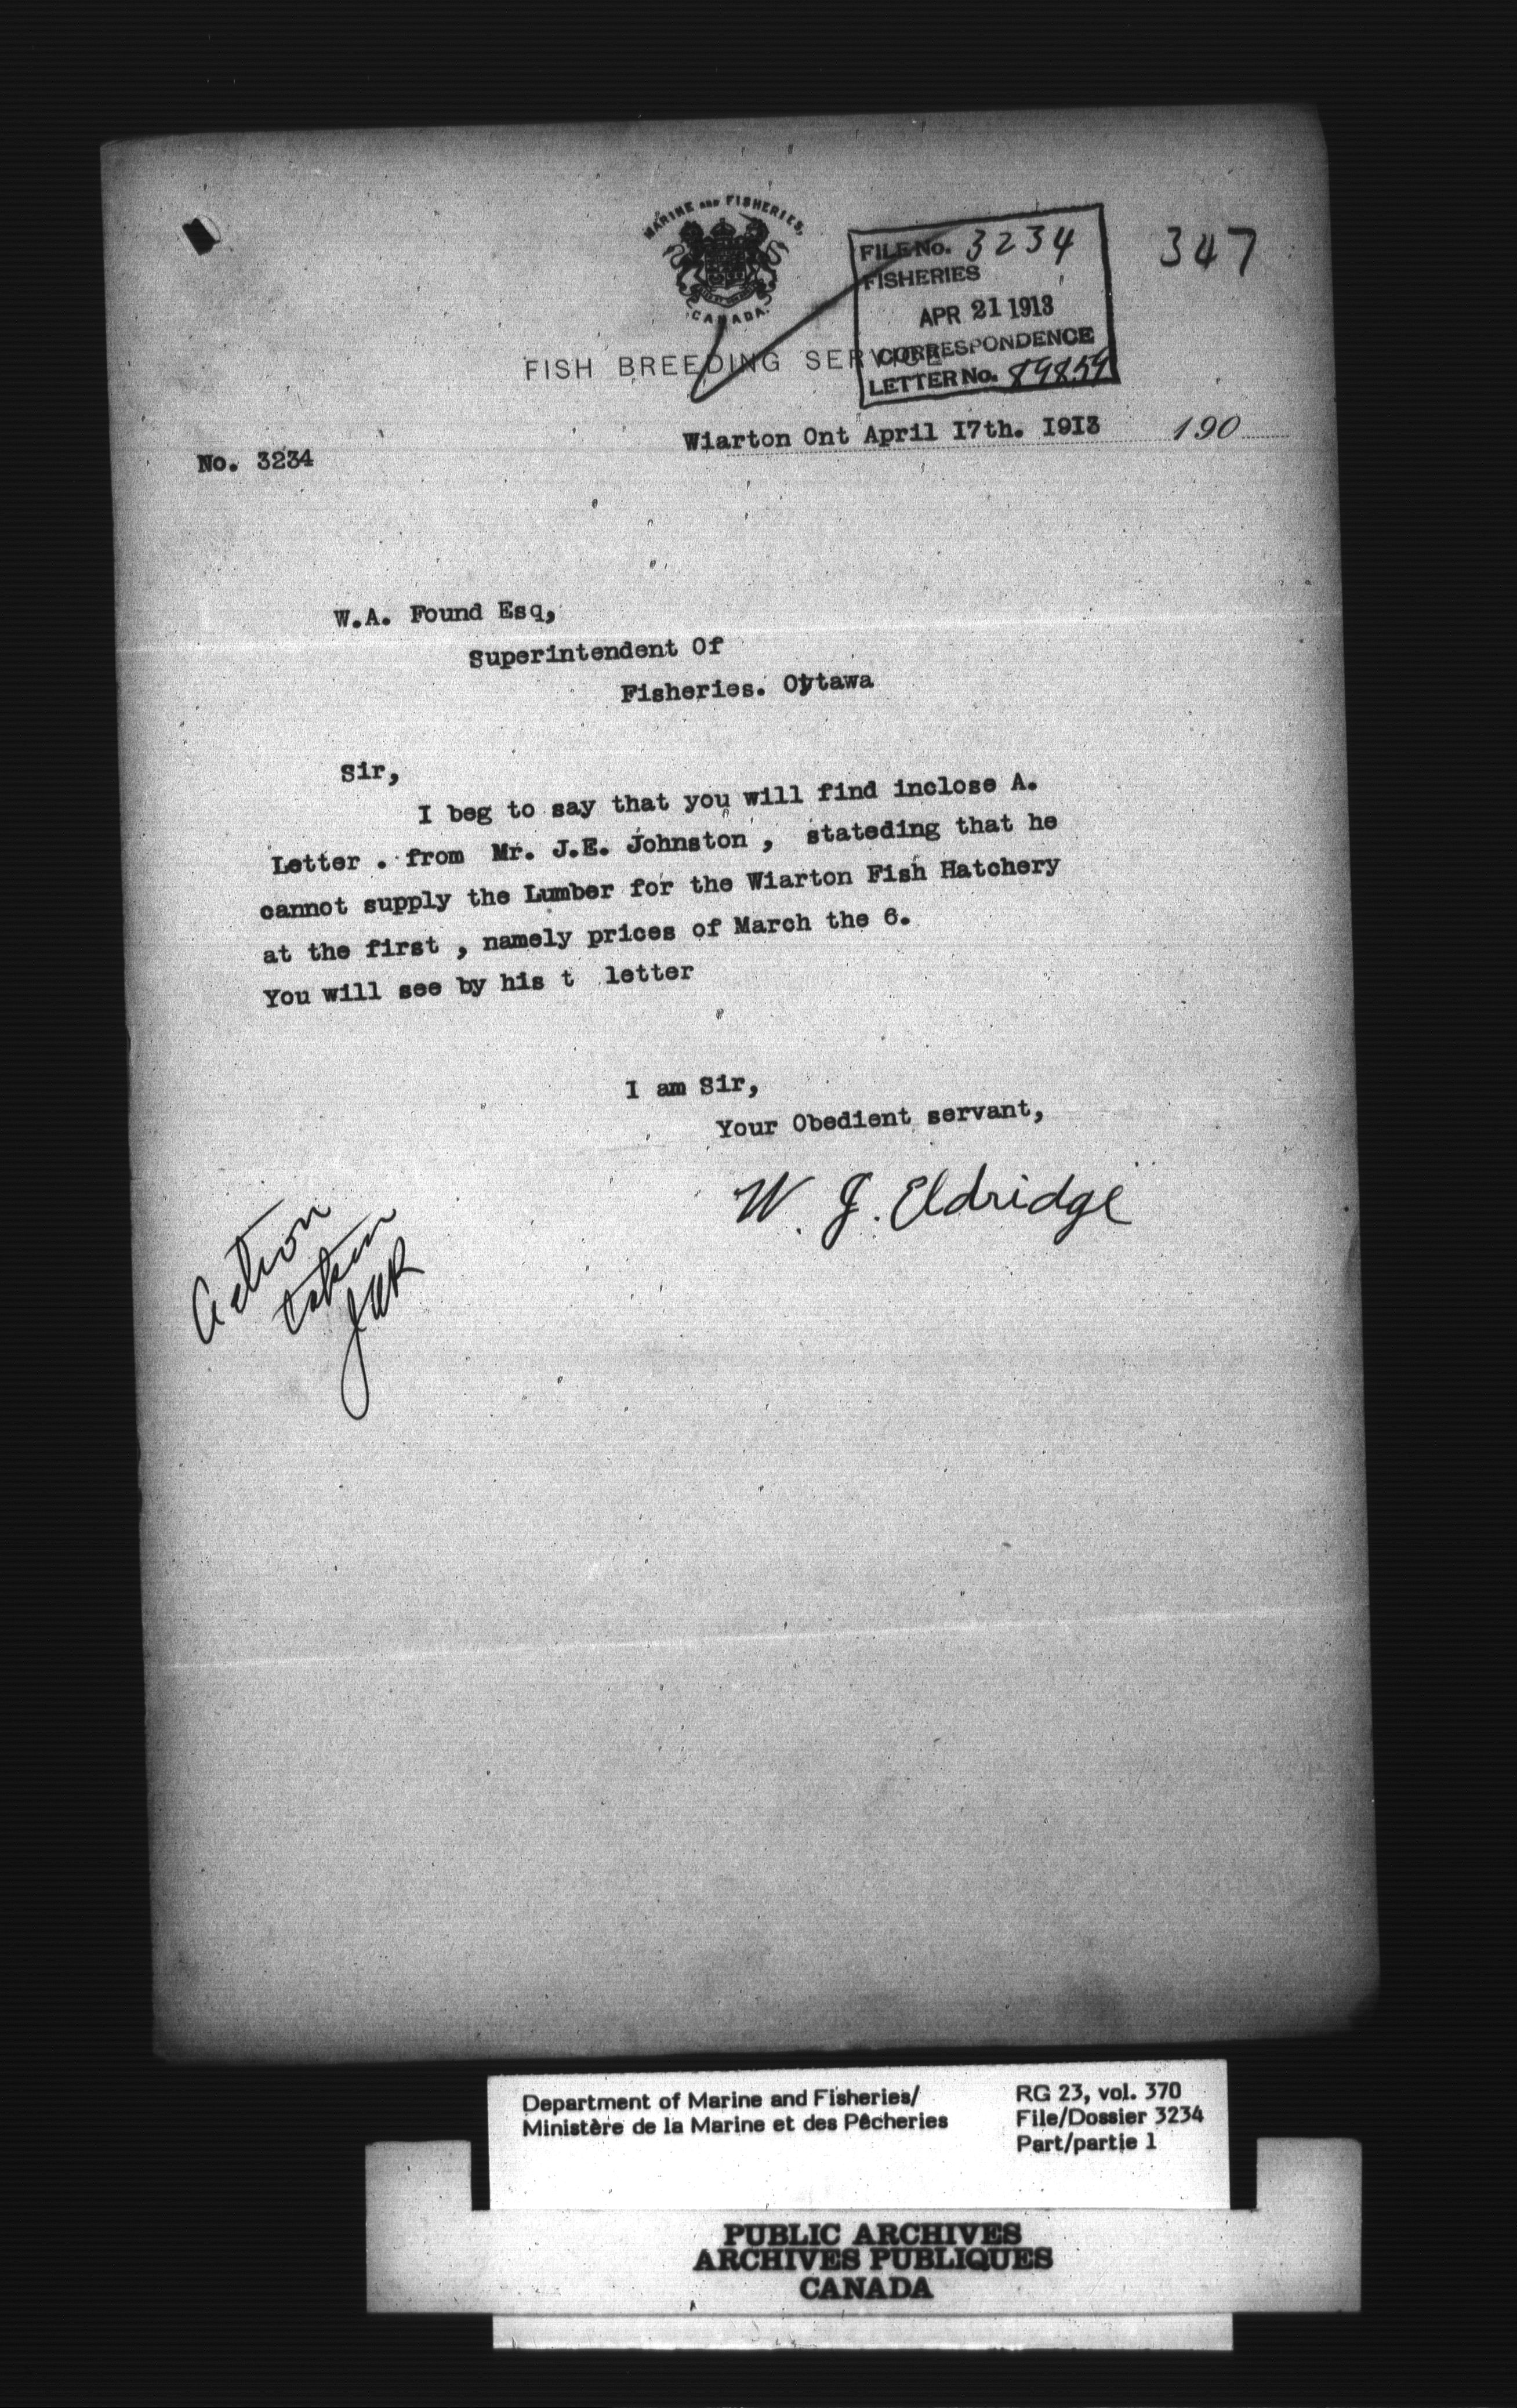 MARINE AND FISHERIES,
CANADA.
FILE No. 3234
FISHERIES
APR 21 1913
CORRESPONDENCE
LETTER No. 89859
347
FISH BREEDING SERVICE
Wiarton Ont April I7th. I9I3 190
No. 3234
W.A. Found Esq,
Superintendent Of
Fisheries. Ottawa
Sir,
I beg to say that you will find inclose A.
Letter . from Mr. J.E. Johnston , stateding that he
cannot supply the Lumber for the Wiarton Fish Hatchery
at the first , namely prices of March the 6.
You will see by his t letter
I am Sir,
Your Obedient servant,
W. J. Eldridge
Action
taken
Department of Marine and Fisheries/
Ministère de la Marine et des Pêcheries
RG 23, vol. 370
File/Dossier 3234
Part/partie 1
PUBLIC ARCHIVES
ARCHIVES PUBLIQUES
CANADA